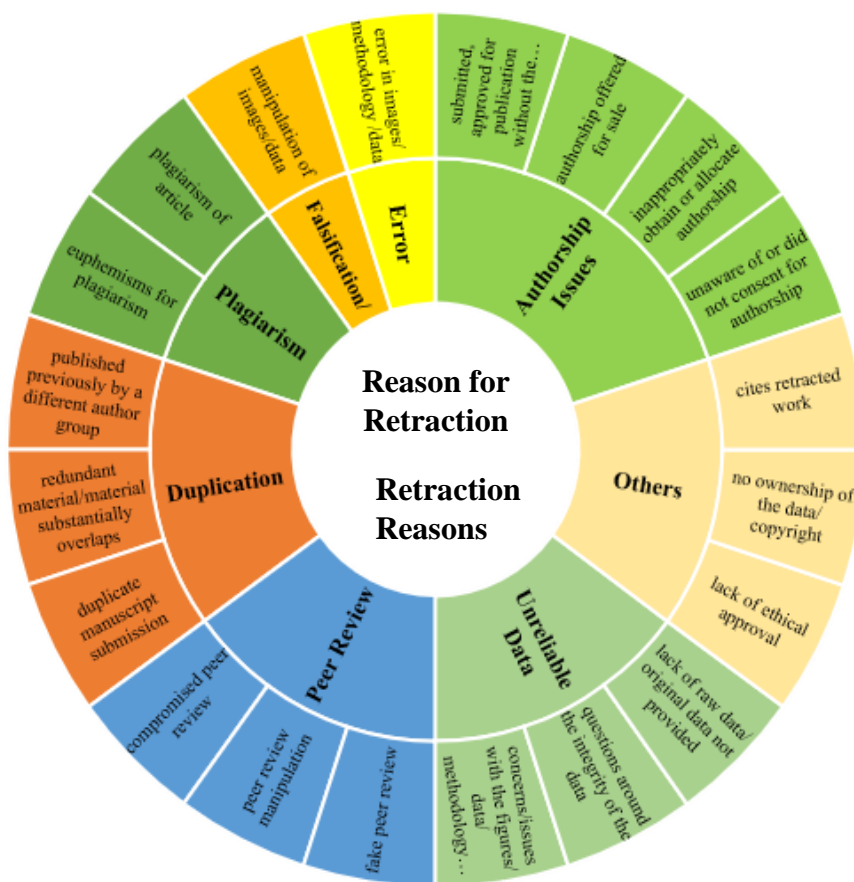 Reason for
Retraction
Retraction
Reasons
Authorship
Issues
submitted,
approved for
publication
without the…
authorship offered
for sale
inappropriately
obtain or allocate
authorship
unaware of or did
not consent for
authorship
Others
cites retracted
work
no ownership of
the data/
copyright
lack of ethical
approval
Unreliable
Data
lack of raw data/
original data not
provided
questions around
the integrity of the
data
concerns/issues
with the figures/
data/
methodology…
Peer Review
fake peer review
peer review
manipulation
compromised peer
review
Duplication
duplicate
manuscript
submission
redundant
material/material
substantially
overlaps
published
previously by a
different author
group
Plagiarism
euphemisms for
plagiarism
plagiarism of
article
Falsification/
manipulation of
images/data
Error
error in images/
methodology /data